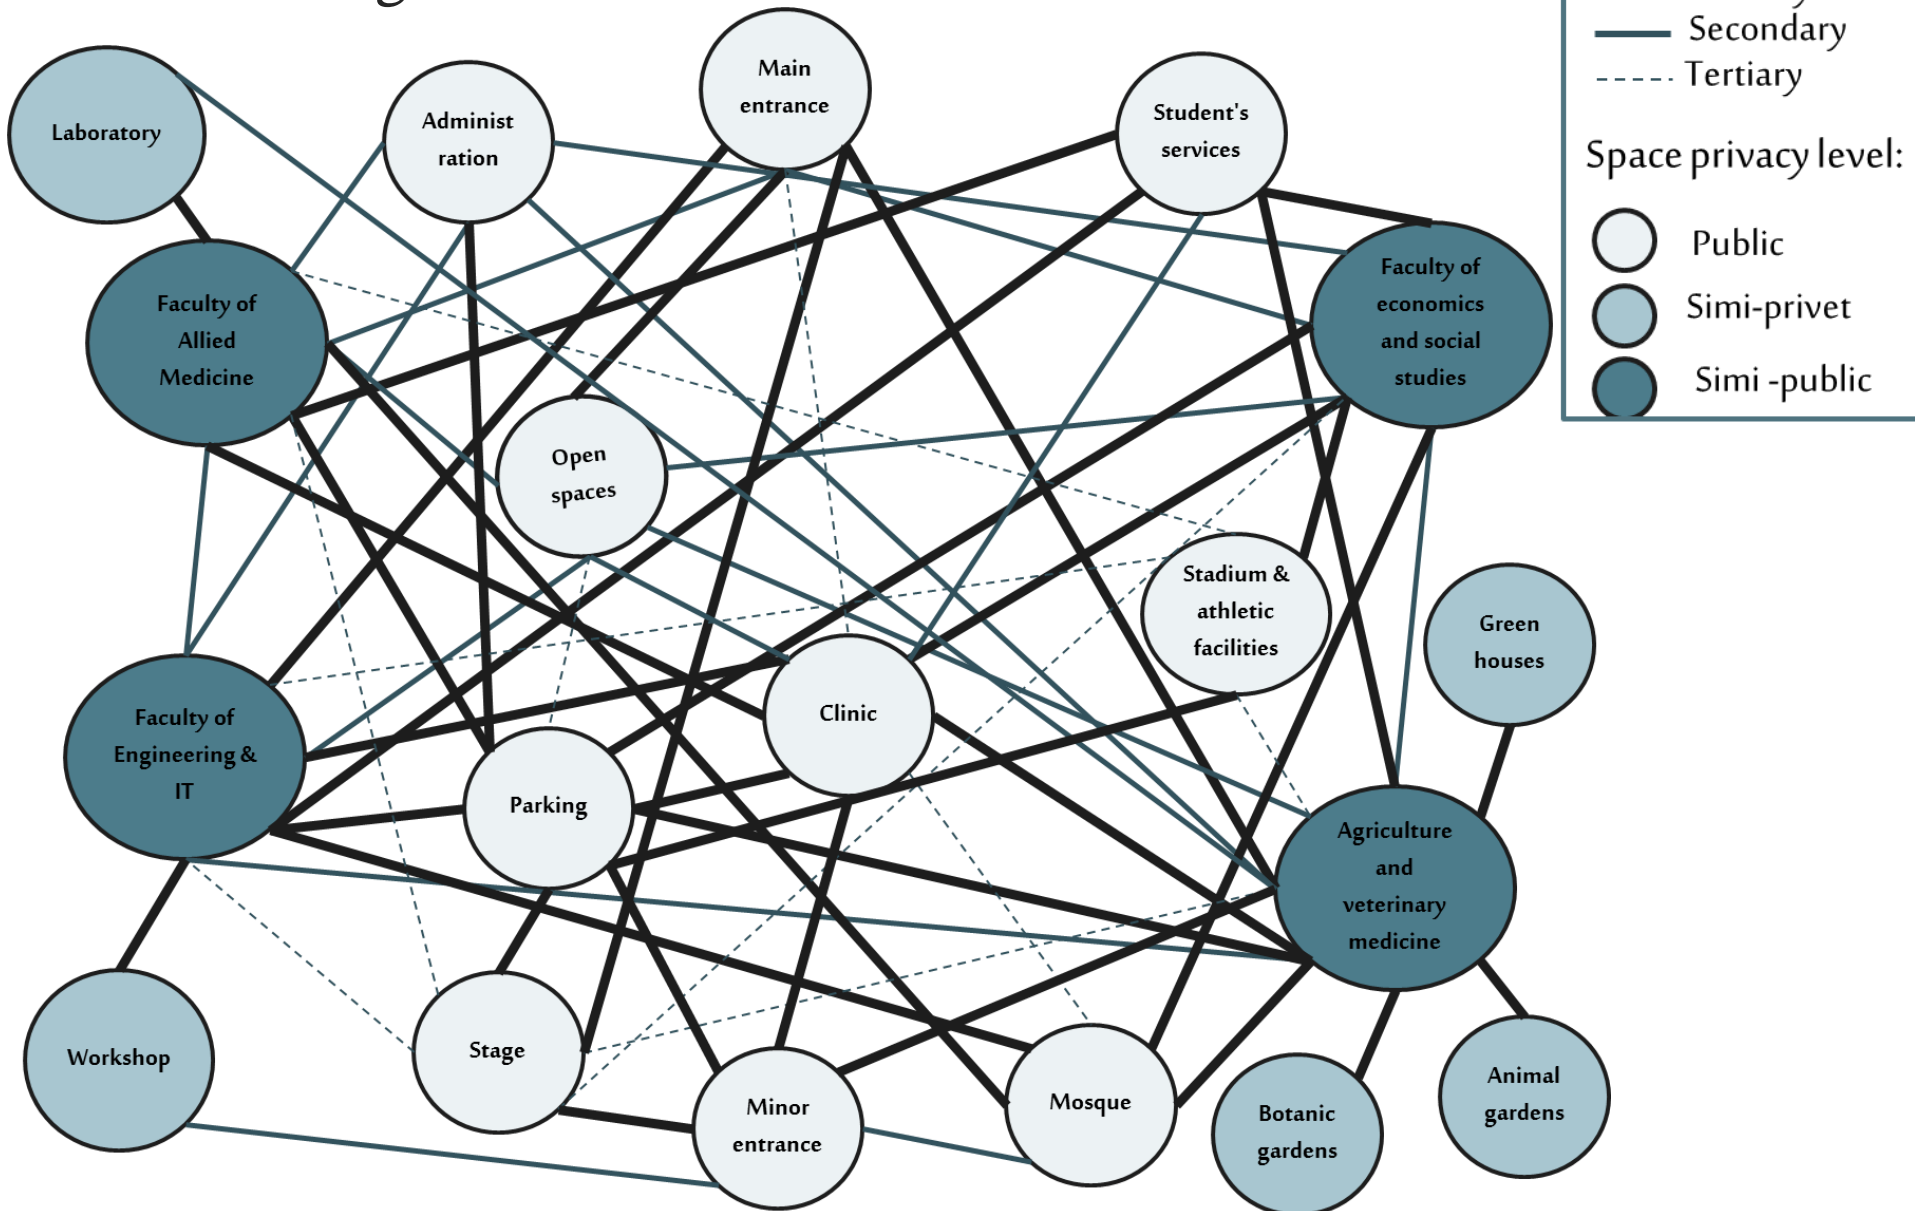 Secondary
Tertiary
Space privacy level:
Public
Simi-privet
Simi -public
Laboratory
Administ
ration
Main
entrance
Student's
services
Faculty of
Allied
Medicine
Faculty of
economics
and social
studies
Open
spaces
Stadium &
athletic
facilities
Green
houses
Faculty of
Engineering &
IT
Clinic
Parking
Agriculture
and
veterinary
medicine
Workshop
Stage
Minor
entrance
Mosque
Botanic
gardens
Animal
gardens